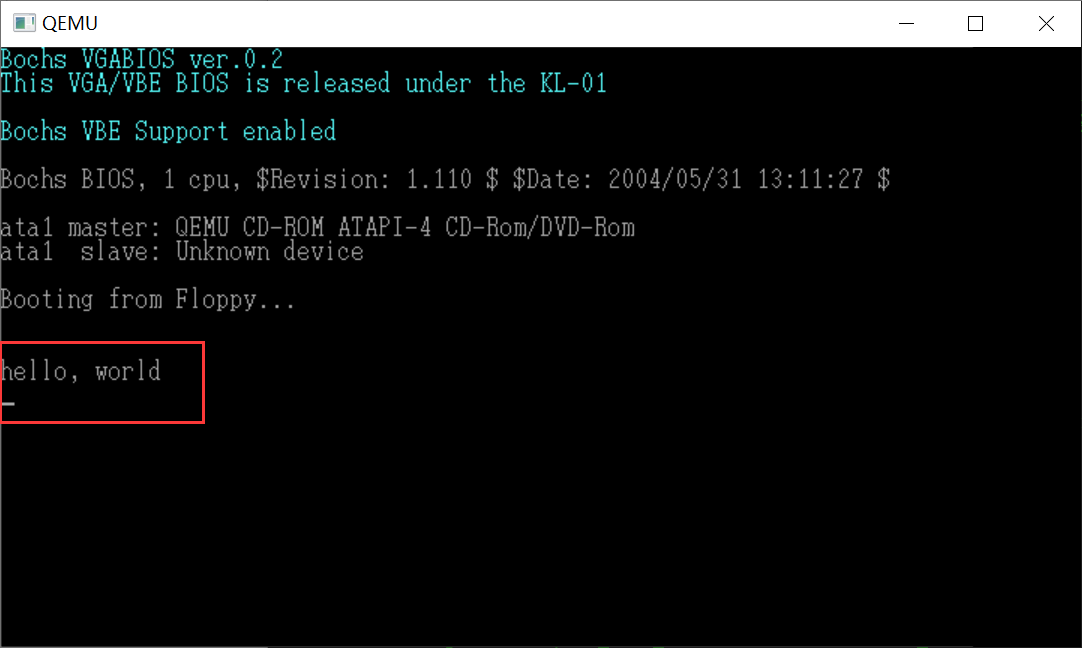 QEMU
Bochs VGABIOS ver.0.2
This VGA/VBE BIOS is released under the KL-01
Bochs VBE Support enabled
Bochs BIOS, 1 cpu, $Revision: 1.110 $ $Date: 2004/05/31 13:11:27 $
ata1 master: QEMU CD-ROM ATAPI-4 CD-Rom/DVD-Rom
ata1  slave: Unknown device
Booting from Floppy...
hello, world
_